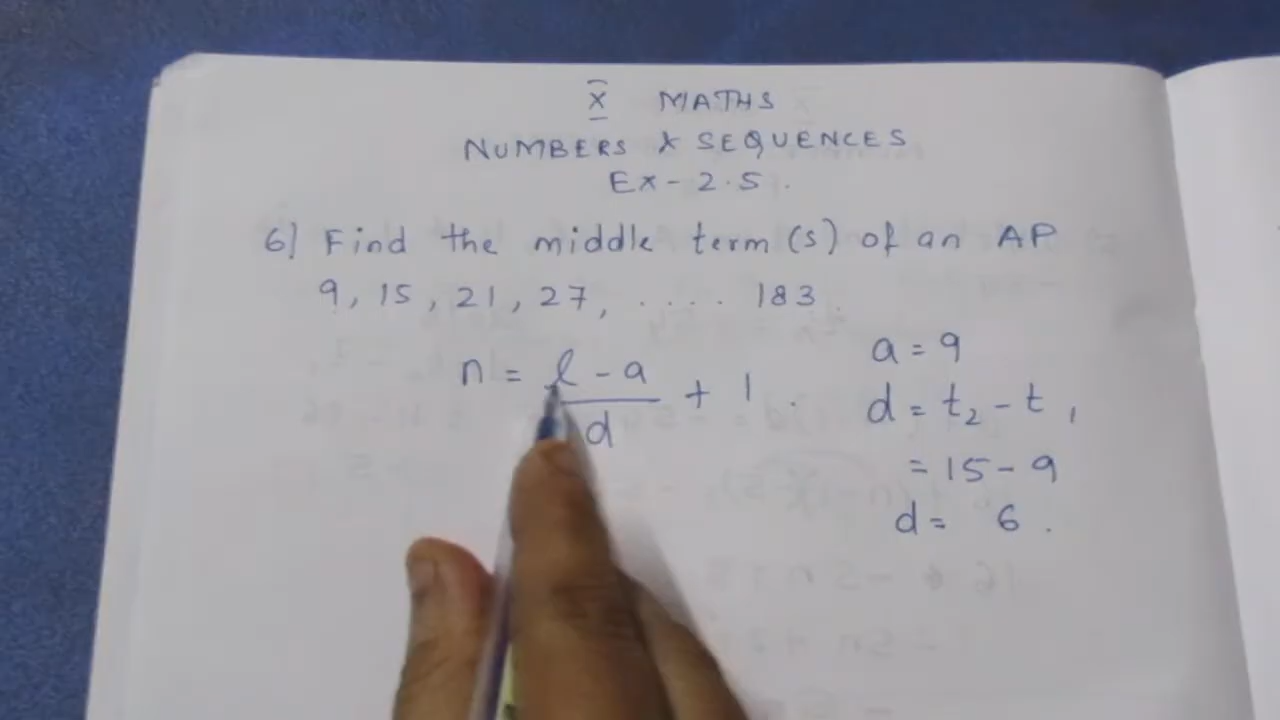 X MATHS
NUMBERS & SEQUENCES
Ex-2.5.
6) Find the middle term(s) of an AP
9, 15, 21, 27, .... 183.
n = l - a / d + 1.
a = 9
d = t2 - t1
= 15 - 9
d = 6.